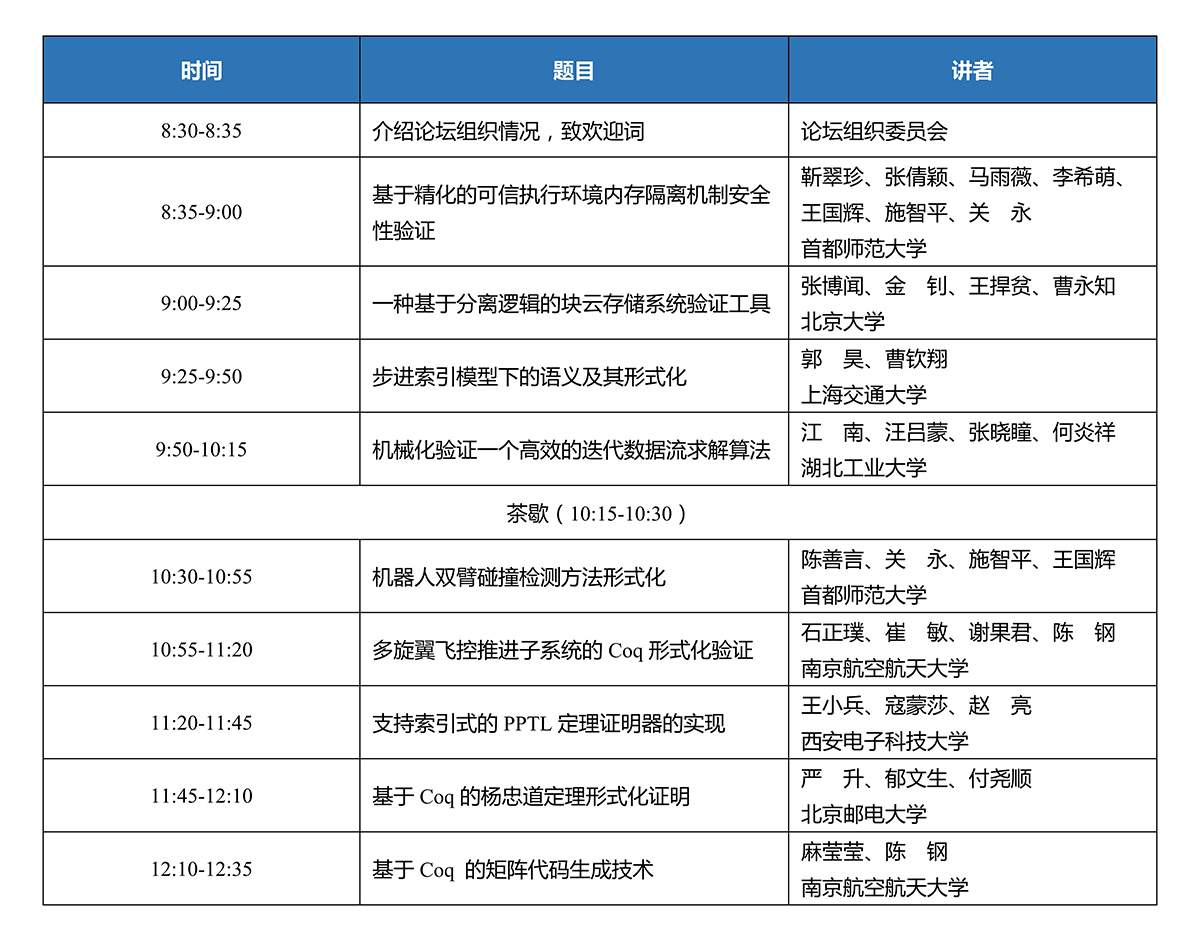 时间 题目 讲者
8:30-8:35 介绍论坛组织情况，致欢迎词 论坛组织委员会
8:35-9:00
基于精化的可信执行环境内存隔离机制安全
性验证
靳翠珍、张倩颖、马雨薇、李希萌、
王国辉、施智平、关　永
首都师范大学
9:00-9:25
一种基于分离逻辑的块云存储系统验证工具
张博闻、金　钊、王捍贫、曹永知
北京大学
9:25-9:50
步进索引模型下的语义及其形式化
郭　昊、曹钦翔
上海交通大学
9:50-10:15
机械化验证一个高效的迭代数据流求解算法
江　南、汪吕蒙、张晓瞳、何炎祥
湖北工业大学
茶歇（10:15-10:30）
10:30-10:55
机器人双臂碰撞检测方法形式化
陈善言、关　永、施智平、王国辉
首都师范大学
10:55-11:20
多旋翼飞控推进子系统的 Coq 形式化验证
石正璞、崔　敏、谢果君、陈　钢
南京航空航天大学
11:20-11:45
支持索引式的 PPTL 定理证明器的实现
王小兵、寇蒙莎、赵　亮
西安电子科技大学
11:45-12:10
基于 Coq 的杨忠道定理形式化证明
严　升、郁文生、付尧顺
北京邮电大学
12:10-12:35
基于 Coq 的矩阵代码生成技术
麻莹莹、陈　钢
南京航空航天大学